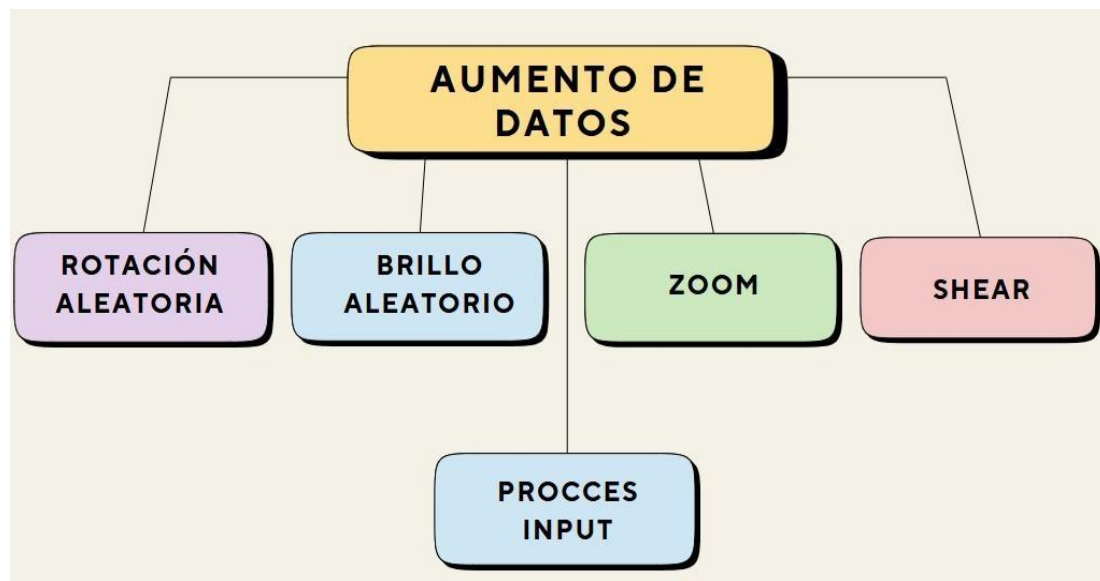 AUMENTO DE
DATOS
ROTACIÓN
ALEATORIA
BRILLO
ALEATORIO
ZOOM
SHEAR
PROCCES
INPUT